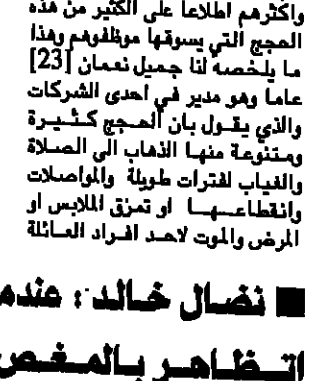 واكثرهم اطلاعا على الكثير من هذه
الحجج التي يسوقها موظفوهم وهذا
ما يلخصه لنا جميل نعمان [23]
عاما وهو مدير في احدى الشركات
والذي يقول بان الحجج كثيرة
ومتنوعة منها الذهاب الى الصلاة
والغياب لفترات طويلة والمواصلات
وانقطاعها او تمزق الملابس او
المرض والموت لاحد افراد العائلة
نضال خالد : عندما
اتظاهر بالمغص